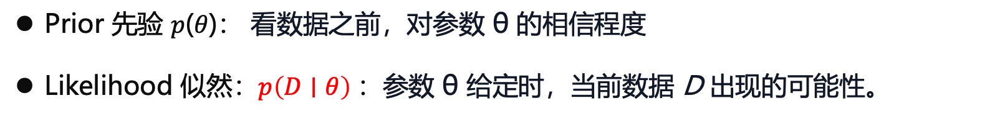 ● Prior 先验 p(θ)： 看数据之前，对参数 θ 的相信程度
● Likelihood 似然：p(D | θ) ：参数 θ 给定时，当前数据 D 出现的可能性。